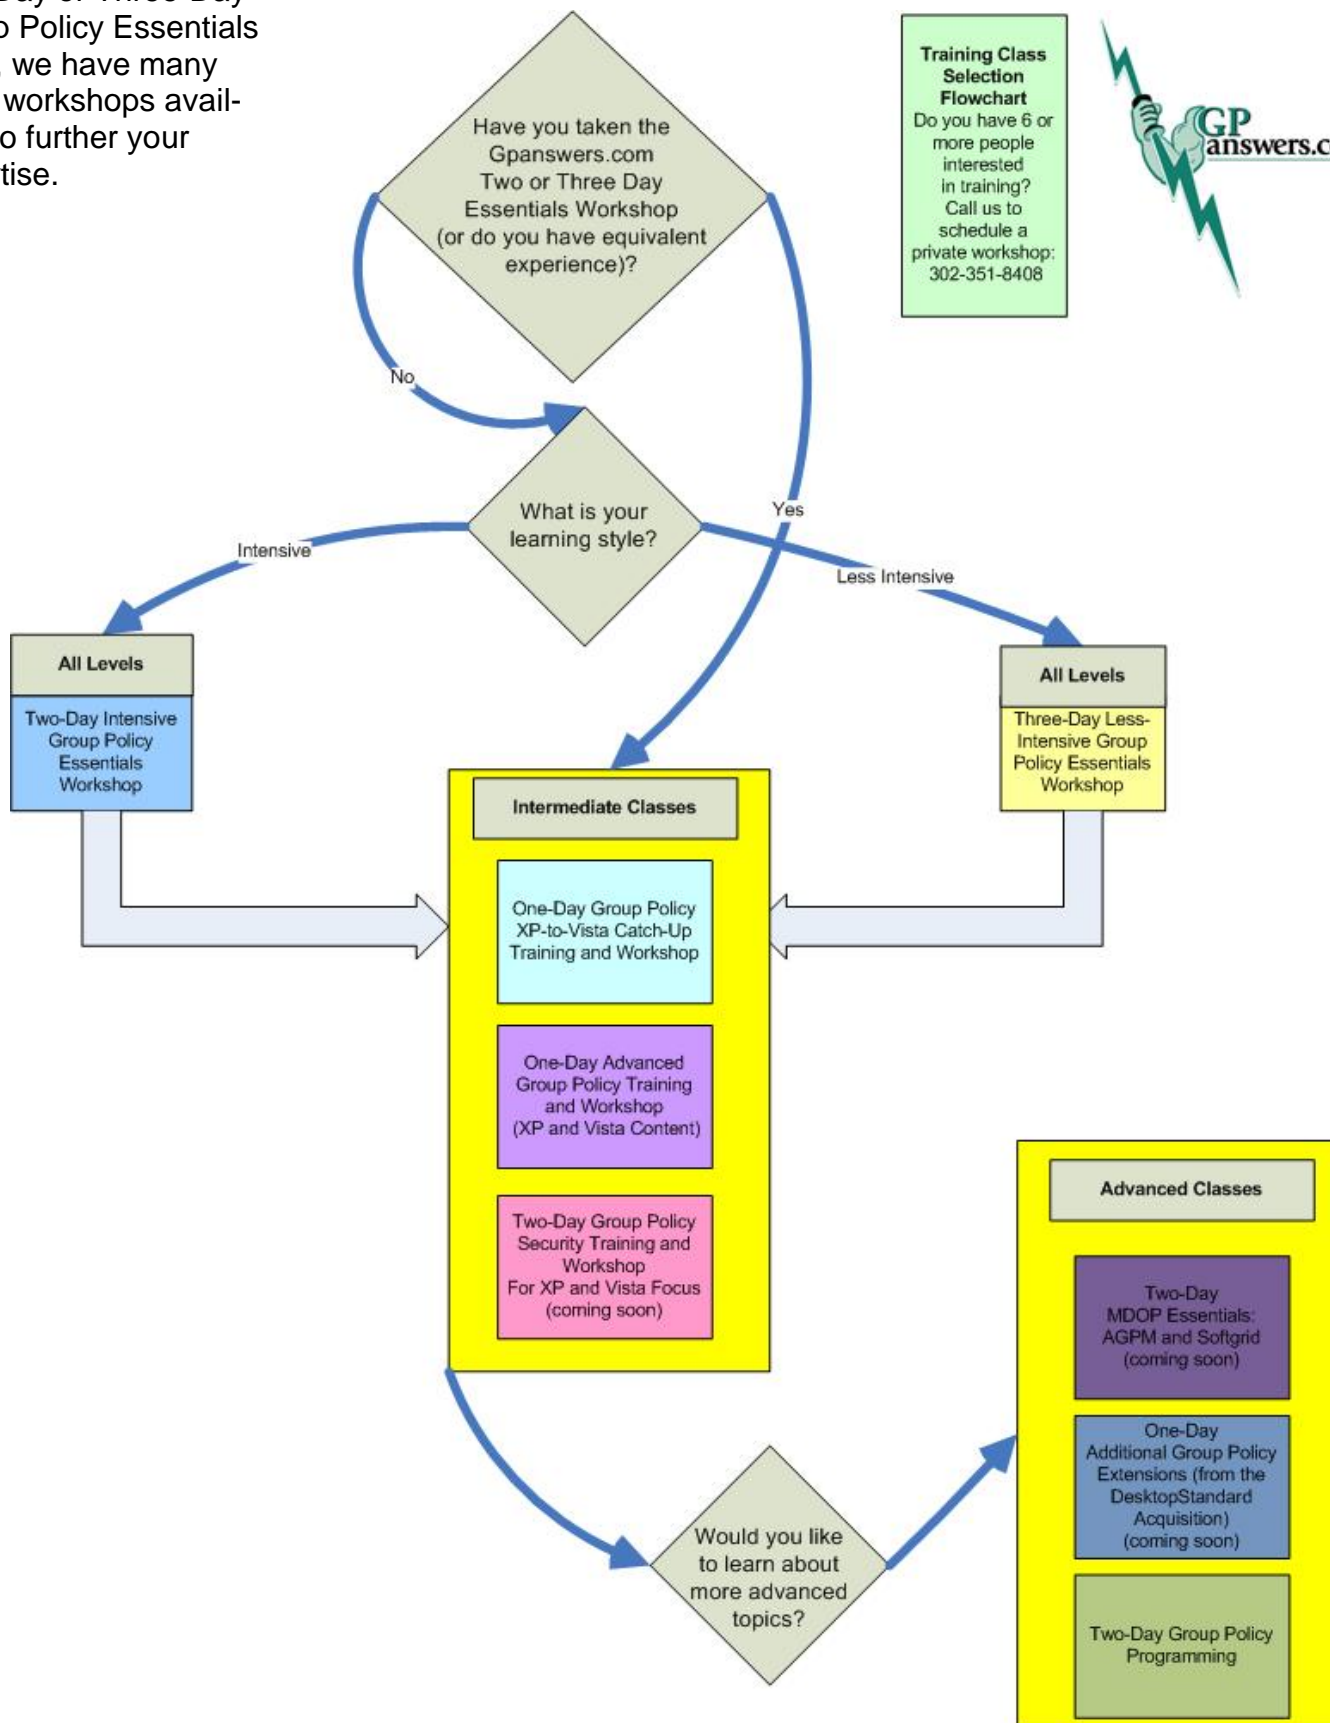 Day or Three-Day
o Policy Essentials
, we have many
workshops avail-
o further your
tise.
Training Class
Selection
Flowchart
Do you have 6 or
more people
interested
in training?
Call us to
schedule a
private workshop:
302-351-8408
GP
answers.c
Have you taken the
Gpanswers.com
Two or Three Day
Essentials Workshop
(or do you have equivalent
experience)?
No
Yes
What is your
learning style?
Intensive
Less Intensive
All Levels
Two-Day Intensive
Group Policy
Essentials
Workshop
All Levels
Three-Day Less-
Intensive Group
Policy Essentials
Workshop
Intermediate Classes
One-Day Group Policy
XP-to-Vista Catch-Up
Training and Workshop
One-Day Advanced
Group Policy Training
and Workshop
(XP and Vista Content)
Two-Day Group Policy
Security Training and
Workshop
For XP and Vista Focus
(coming soon)
Would you like
to learn about
more advanced
topics?
Advanced Classes
Two-Day
MDOP Essentials:
AGPM and Softgrid
(coming soon)
One-Day
Additional Group Policy
Extensions (from the
DesktopStandard
Acquisition)
(coming soon)
Two-Day Group Policy
Programming